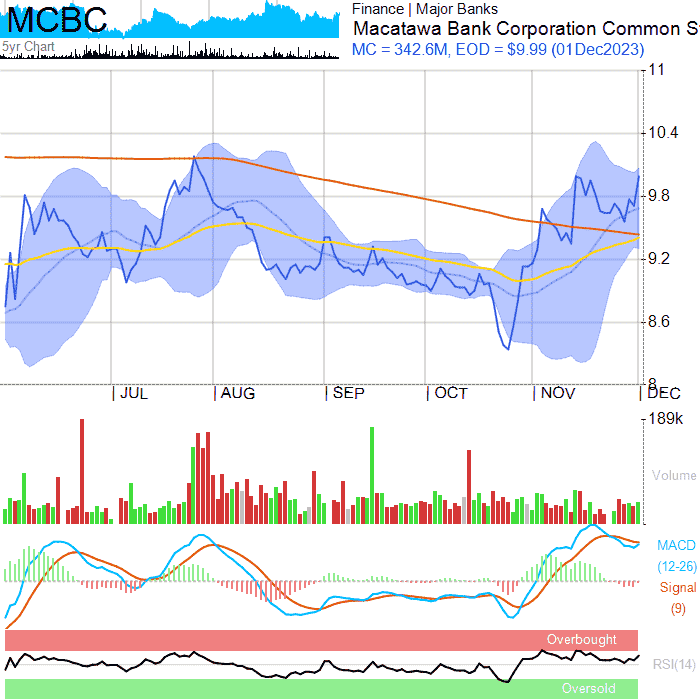 MCBC
5yr Chart
Finance | Major Banks
Macatawa Bank Corporation Common S
MC = 342.6M, EOD = $9.99 (01Dec2023)
11
10.4
9.8
9.2
8.6
8
JUL AUG SEP OCT NOV DEC
189k
Volume
MACD
(12-26)
Signal
(9)
Overbought
RSI(14)
Oversold